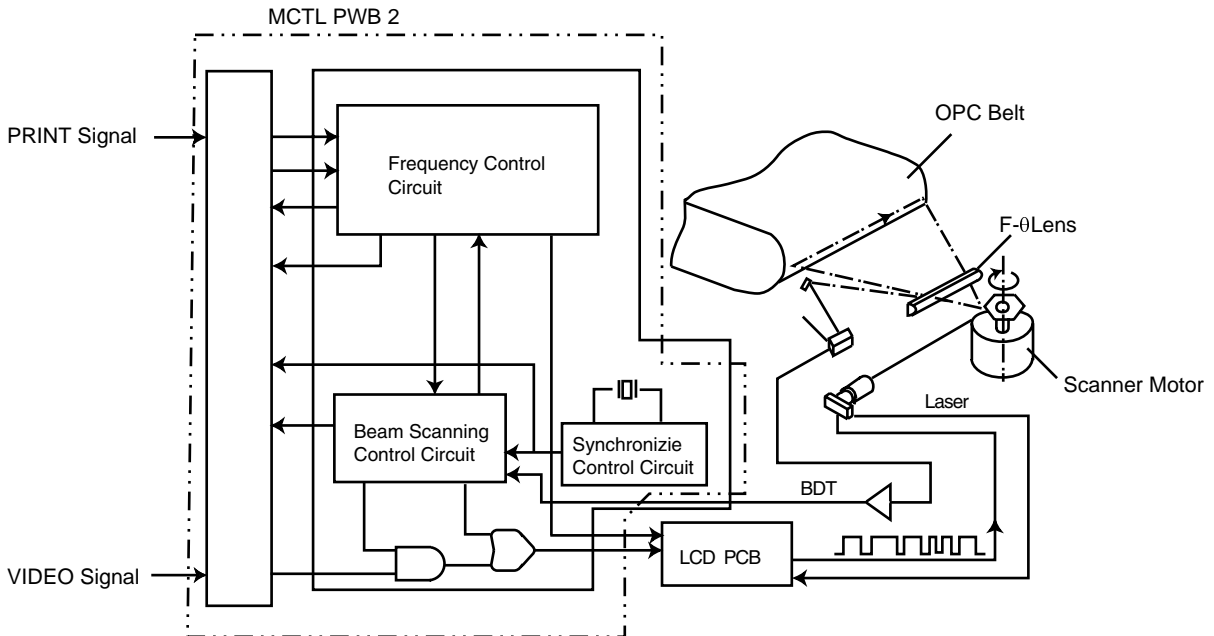 MCTL PWB 2
PRINT Signal
OPC Belt
Frequency Control
Circuit
F-θLens
Scanner Motor
Laser
Beam Scanning
Control Circuit
Synchronizie
Control Circuit
BDT
LCD PCB
VIDEO Signal